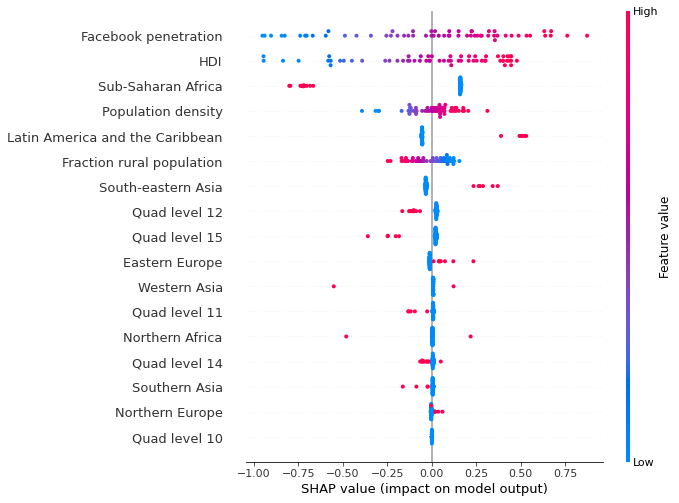 High
Facebook penetration
HDI
Sub-Saharan Africa
Population density
Latin America and the Caribbean
Fraction rural population
South-eastern Asia
Quad level 12
Quad level 15
Eastern Europe
Western Asia
Quad level 11
Northern Africa
Quad level 14
Southern Asia
Northern Europe
Quad level 10
Feature value
Low
−1.00 −0.75 −0.50 −0.25 0.00 0.25 0.50 0.75
SHAP value (impact on model output)